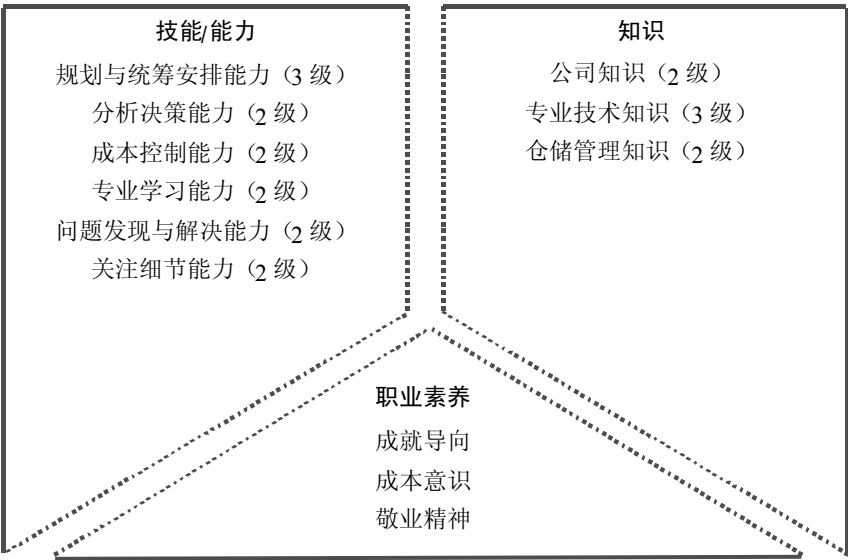 技能/能力
规划与统筹安排能力（3 级）
分析决策能力（2 级）
成本控制能力（2 级）
专业学习能力（2 级）
问题发现与解决能力（2 级）
关注细节能力（2 级）
知识
公司知识（2 级）
专业技术知识（3 级）
仓储管理知识（2 级）
职业素养
成就导向
成本意识
敬业精神